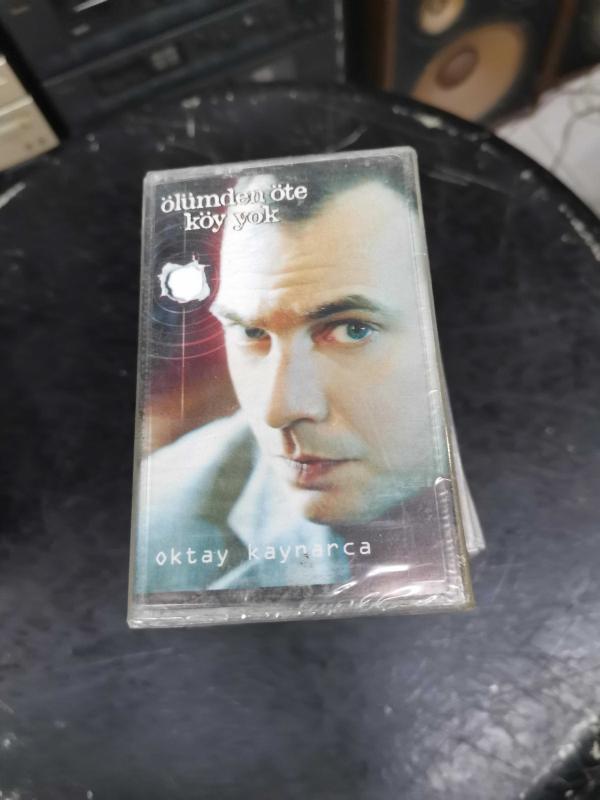 ölümden öte
köy yok
oktay kaynarca